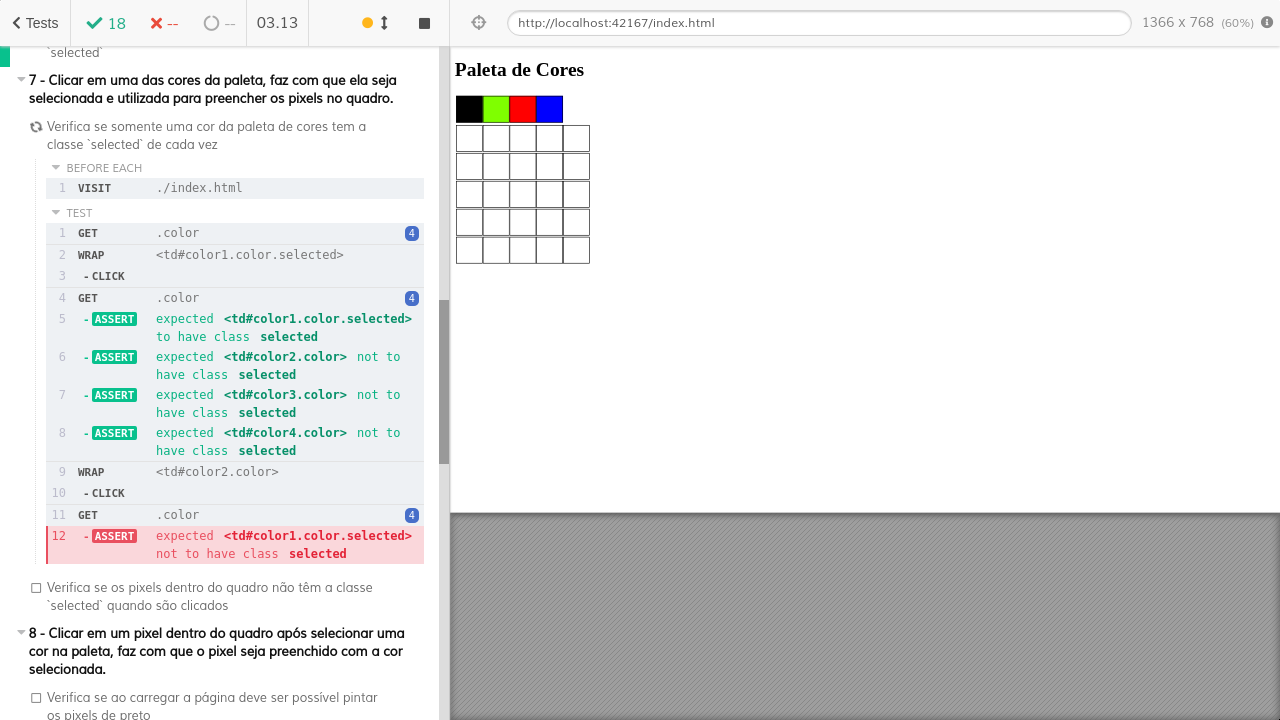 Tests
18
--
--
03.13
http://localhost:42167/index.html
1366 x 768 (60%)
`selected`
7 - Clicar em uma das cores da paleta, faz com que ela seja
selecionada e utilizada para preencher os pixels no quadro.
Verifica se somente uma cor da paleta de cores tem a
classe `selected` de cada vez
BEFORE EACH
1 VISIT ./index.html
TEST
1 GET .color 4
2 WRAP <td#color1.color.selected>
3 -CLICK
4 GET .color 4
5 -ASSERT expected <td#color1.color.selected>
to have class selected
6 -ASSERT expected <td#color2.color> not to
have class selected
7 -ASSERT expected <td#color3.color> not to
have class selected
8 -ASSERT expected <td#color4.color> not to
have class selected
9 WRAP <td#color2.color>
10 -CLICK
11 GET .color 4
12 -ASSERT expected <td#color1.color.selected>
not to have class selected
Verifica se os pixels dentro do quadro não têm a classe
`selected` quando são clicados
8 - Clicar em um pixel dentro do quadro após selecionar uma
cor na paleta, faz com que o pixel seja preenchido com a cor
selecionada.
Verifica se ao carregar a página deve ser possível pintar
os pixels de preto
Paleta de Cores